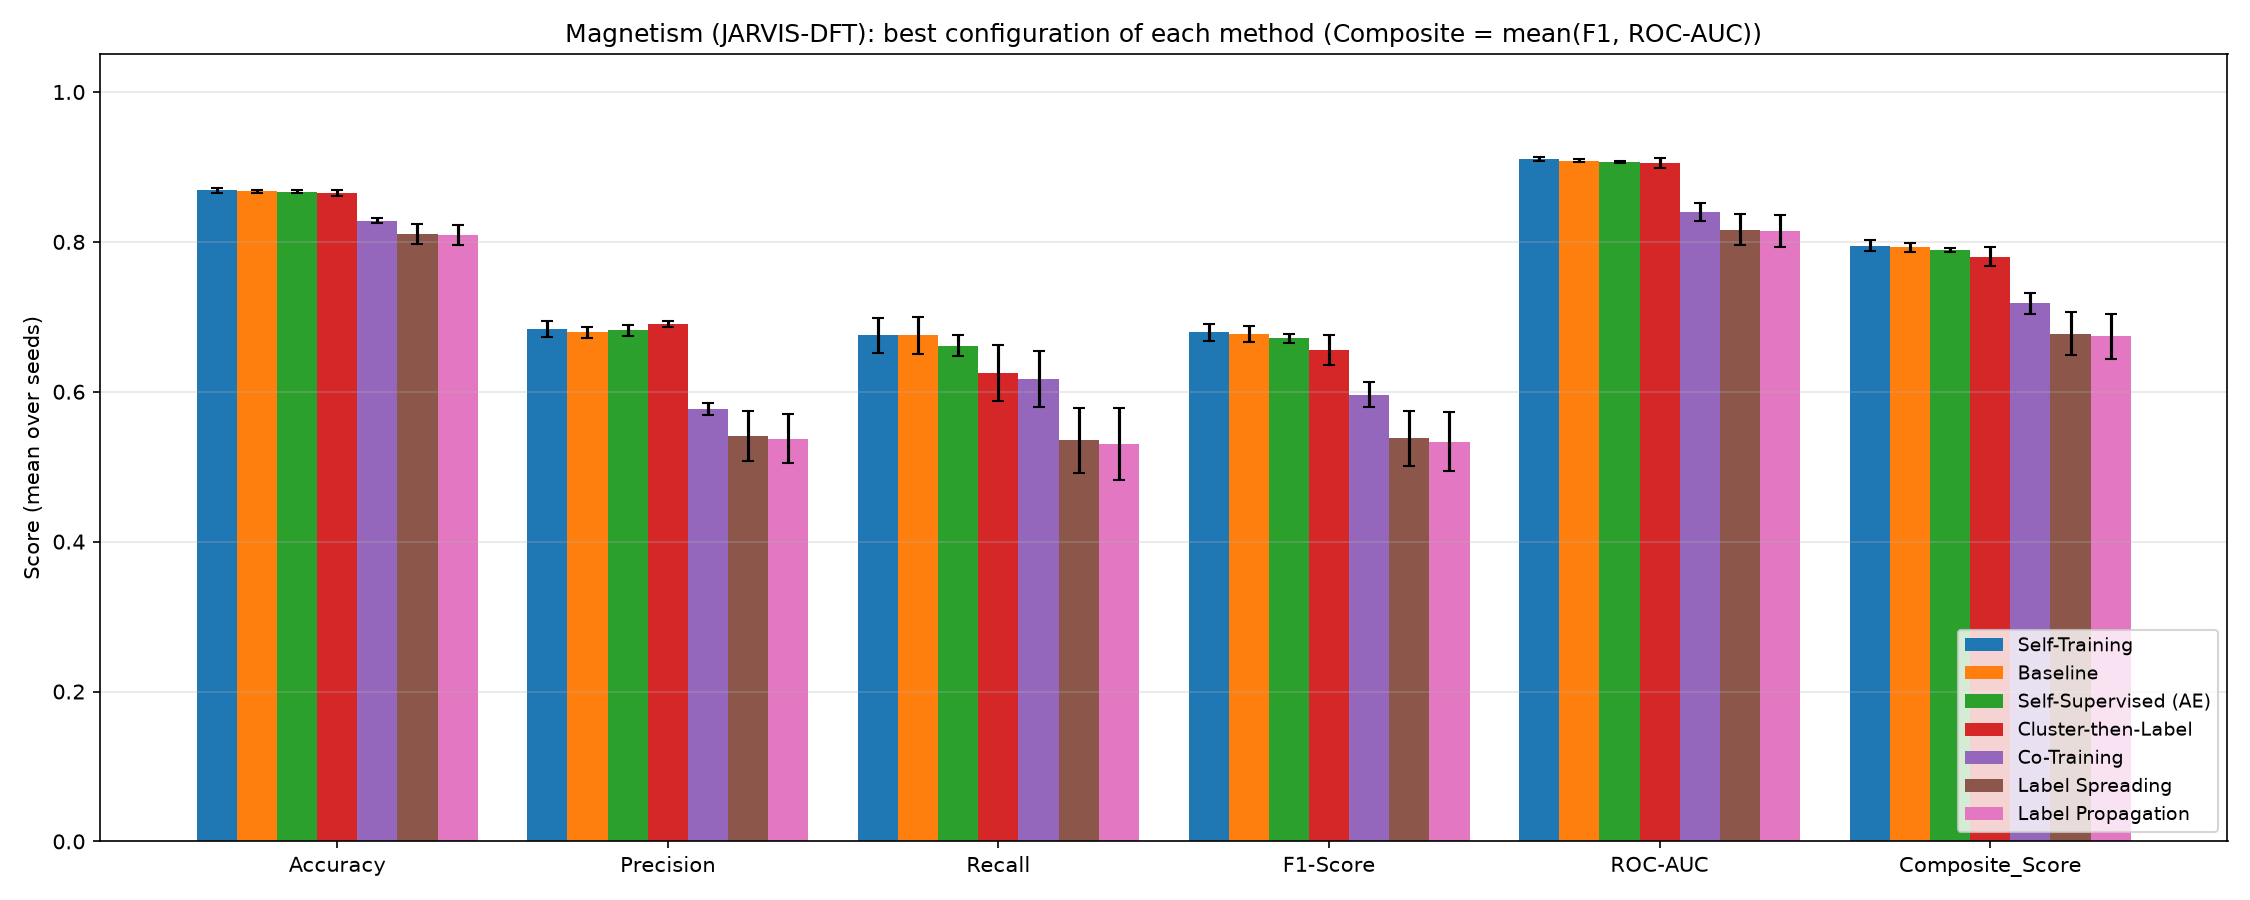 Magnetism (JARVIS-DFT): best configuration of each method (Composite = mean(F1, ROC-AUC))
Score (mean over seeds)
1.0
0.8
0.6
0.4
0.2
0.0
Accuracy
Precision
Recall
F1-Score
ROC-AUC
Composite_Score
Self-Training
Baseline
Self-Supervised (AE)
Cluster-then-Label
Co-Training
Label Spreading
Label Propagation